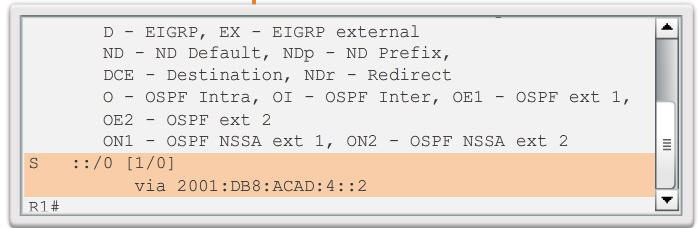 D - EIGRP, EX - EIGRP external
ND - ND Default, NDp - ND Prefix,
DCE - Destination, NDr - Redirect
O - OSPF Intra, OI - OSPF Inter, OE1 - OSPF ext 1,
OE2 - OSPF ext 2
ON1 - OSPF NSSA ext 1, ON2 - OSPF NSSA ext 2
S ::/0 [1/0]
via 2001:DB8:ACAD:4::2
R1#